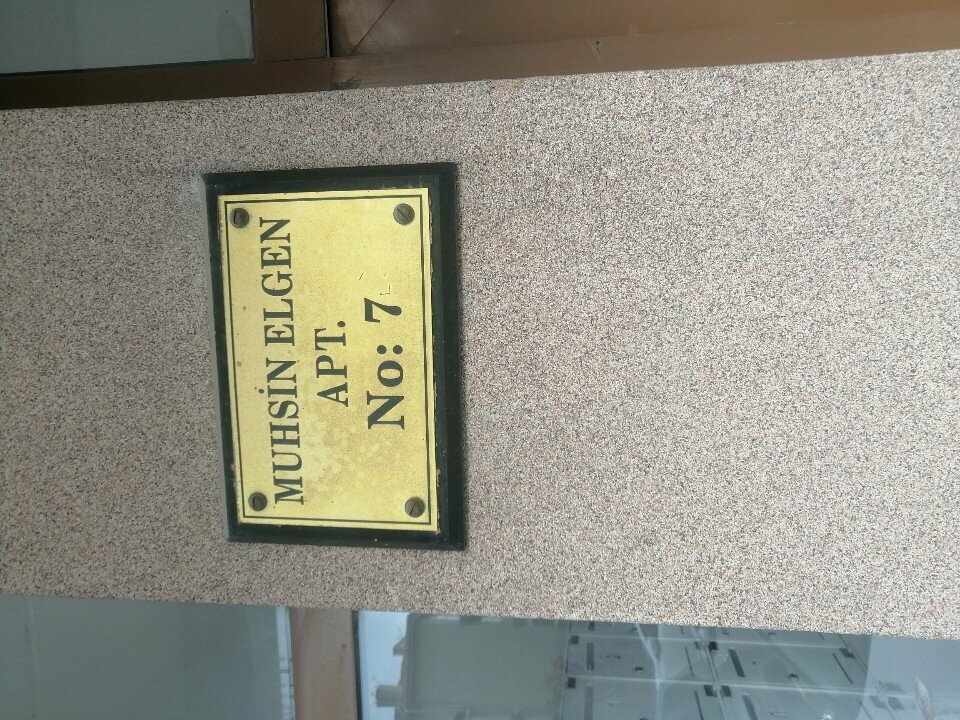 MUHSİN ELGEN
APT.
No: 7